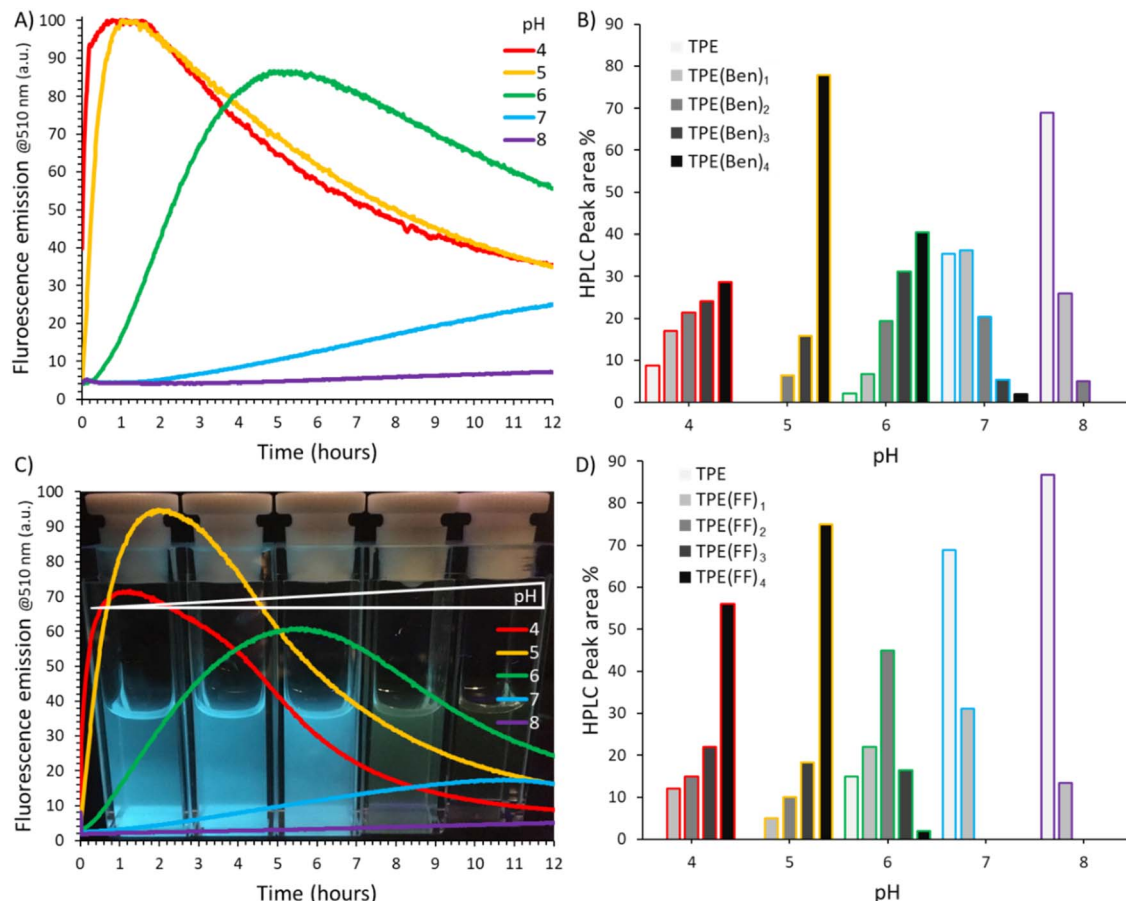 A)
Fluroescence emission @510 nm (a.u.)
100
90
80
70
60
50
40
30
20
10
0
pH
4
5
6
7
8
0 1 2 3 4 5 6 7 8 9 10 11 12
Time (hours)
B)
HPLC Peak area %
90
80
70
60
50
40
30
20
10
0
TPE
TPE(Ben)₁
TPE(Ben)₂
TPE(Ben)₃
TPE(Ben)₄
4 5 6 7 8
pH
C)
Fluorescence emission @510 nm (a.u.)
100
90
80
70
60
50
40
30
20
10
0
pH
4
5
6
7
8
0 1 2 3 4 5 6 7 8 9 10 11 12
Time (hours)
D)
HPLC Peak area %
90
80
70
60
50
40
30
20
10
0
TPE
TPE(FF)₁
TPE(FF)₂
TPE(FF)₃
TPE(FF)₄
4 5 6 7 8
pH